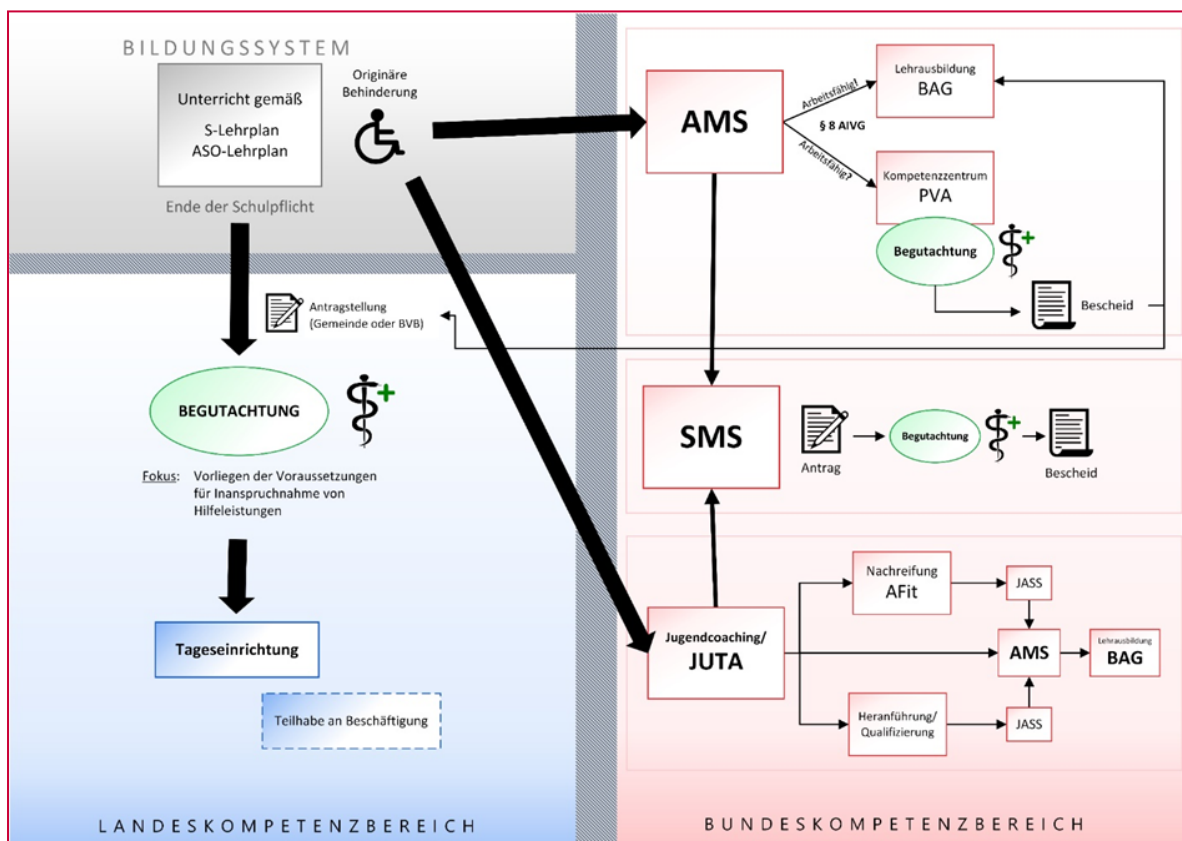 BILDUNGSSYSTEM
Unterricht gemäß
S-Lehrplan
ASO-Lehrplan
Originäre
Behinderung
Ende der Schulpflicht
Antragstellung
(Gemeinde oder BVB)
BEGUTACHTUNG
Fokus: Vorliegen der Voraussetzungen
für Inanspruchnahme von
Hilfeleistungen
Tageseinrichtung
Teilhabe an Beschäftigung
LANDESKOMPETENZBEREICH
AMS
Arbeitsfähig!
§ 8 AlVG
Arbeitsfähig?
Lehrausbildung
BAG
Kompetenzzentrum
PVA
Begutachtung
Bescheid
SMS
Antrag
Begutachtung
Bescheid
Jugendcoaching/
JUTA
Nachreifung
AFit
JASS
AMS
Lehrausbildung
BAG
Heranführung/
Qualifizierung
JASS
BUNDESKOMPETENZBEREICH